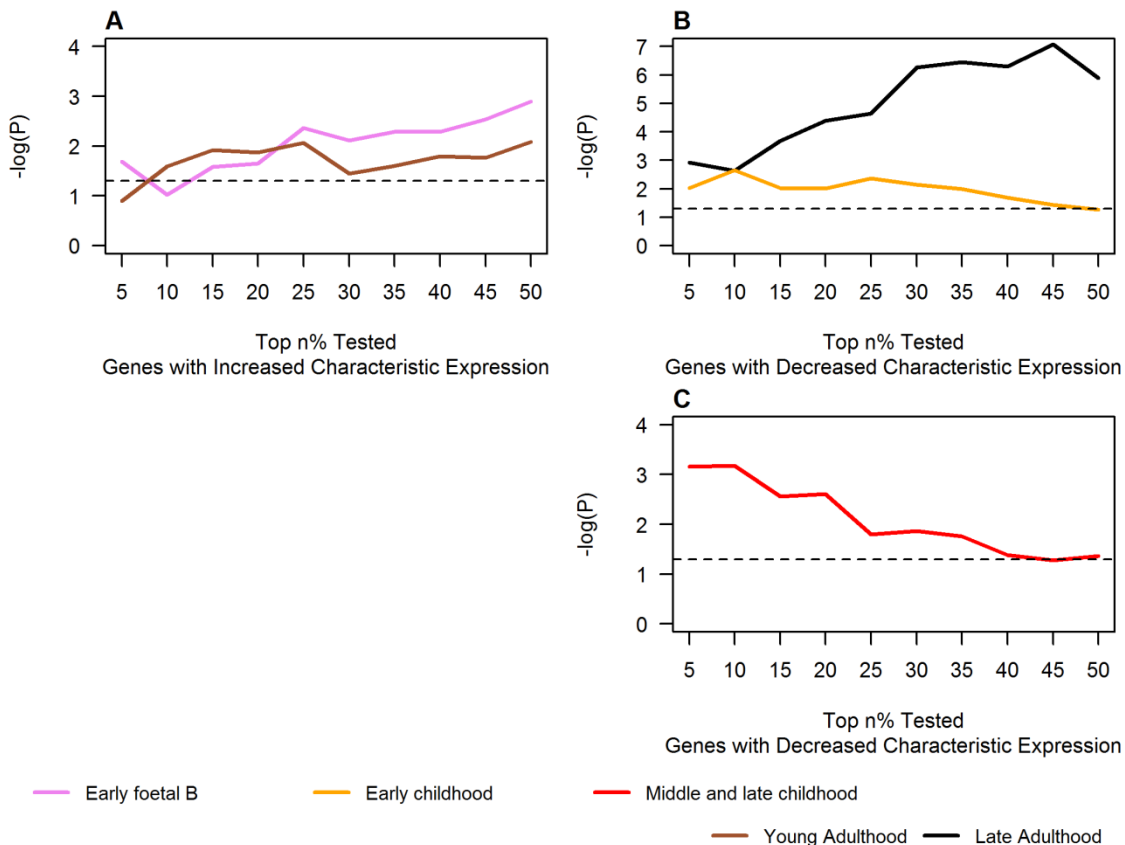 A
4
3
2
1
0
-log(P)
5 10 15 20 25 30 35 40 45 50
Top n% Tested
Genes with Increased Characteristic Expression
B
7
6
5
4
3
2
1
0
-log(P)
5 10 15 20 25 30 35 40 45 50
Top n% Tested
Genes with Decreased Characteristic Expression
C
4
3
2
1
0
-log(P)
5 10 15 20 25 30 35 40 45 50
Top n% Tested
Genes with Decreased Characteristic Expression
Early foetal B Early childhood Middle and late childhood
Young Adulthood Late Adulthood